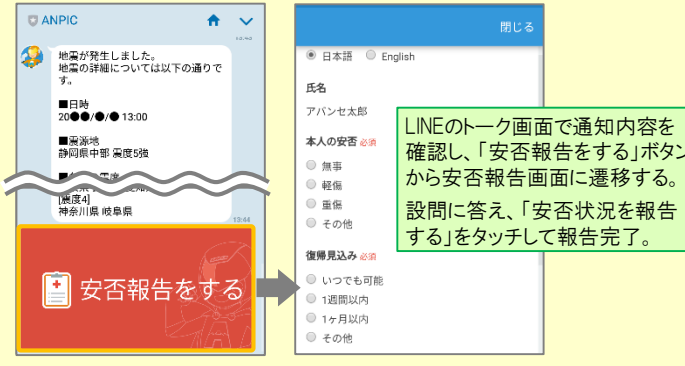 ANPIC
地震が発生しました。
地震の詳細については以下の通りで
す。
■日時
20●●/●/● 13:00
■震源地
静岡県中部 震度5強
[震度4]
神奈川県 岐阜県
13:44
安否報告をする
閉じる
日本語 English
氏名
アバンセ太郎
本人の安否 必須
無事
軽傷
重傷
その他
復帰見込み 必須
いつでも可能
1週間以内
1ヶ月以内
その他
LINEのトーク画面で通知内容を
確認し、「安否報告をする」ボタン
から安否報告画面に遷移する。
設問に答え、「安否状況を報告
する」をタッチして報告完了。